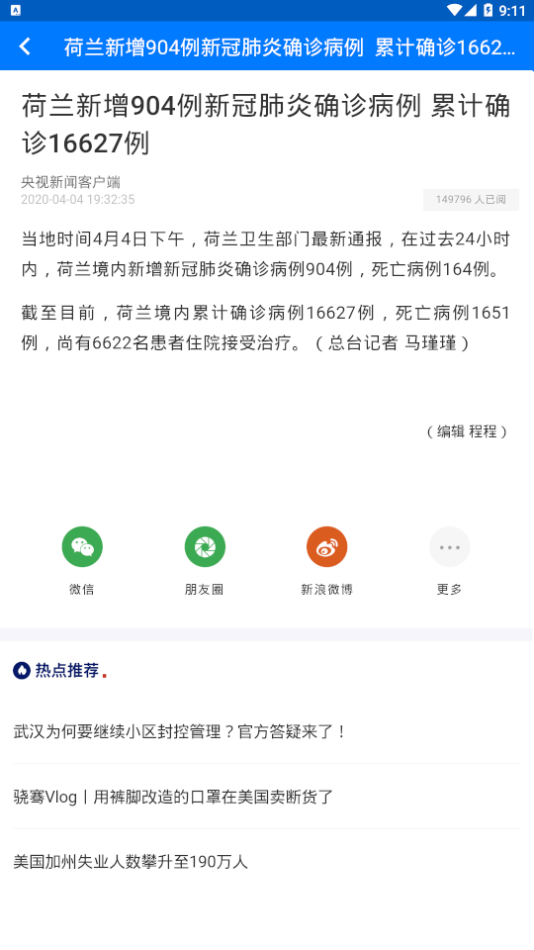 A
9:11
荷兰新增904例新冠肺炎确诊病例 累计确诊1662...
荷兰新增904例新冠肺炎确诊病例 累计确
诊16627例
央视新闻客户端
2020-04-04 19:32:35
149796 人已阅
当地时间4月4日下午，荷兰卫生部门最新通报，在过去24小时
内，荷兰境内新增新冠肺炎确诊病例904例，死亡病例164例。
截至目前，荷兰境内累计确诊病例16627例，死亡病例1651
例，尚有6622名患者住院接受治疗。（总台记者 马瑾瑾）
（编辑 程程）
微信
朋友圈
新浪微博
更多
热点推荐.
武汉为何要继续小区封控管理？官方答疑来了！
骁骞Vlog丨用裤脚改造的口罩在美国卖断货了
美国加州失业人数攀升至190万人